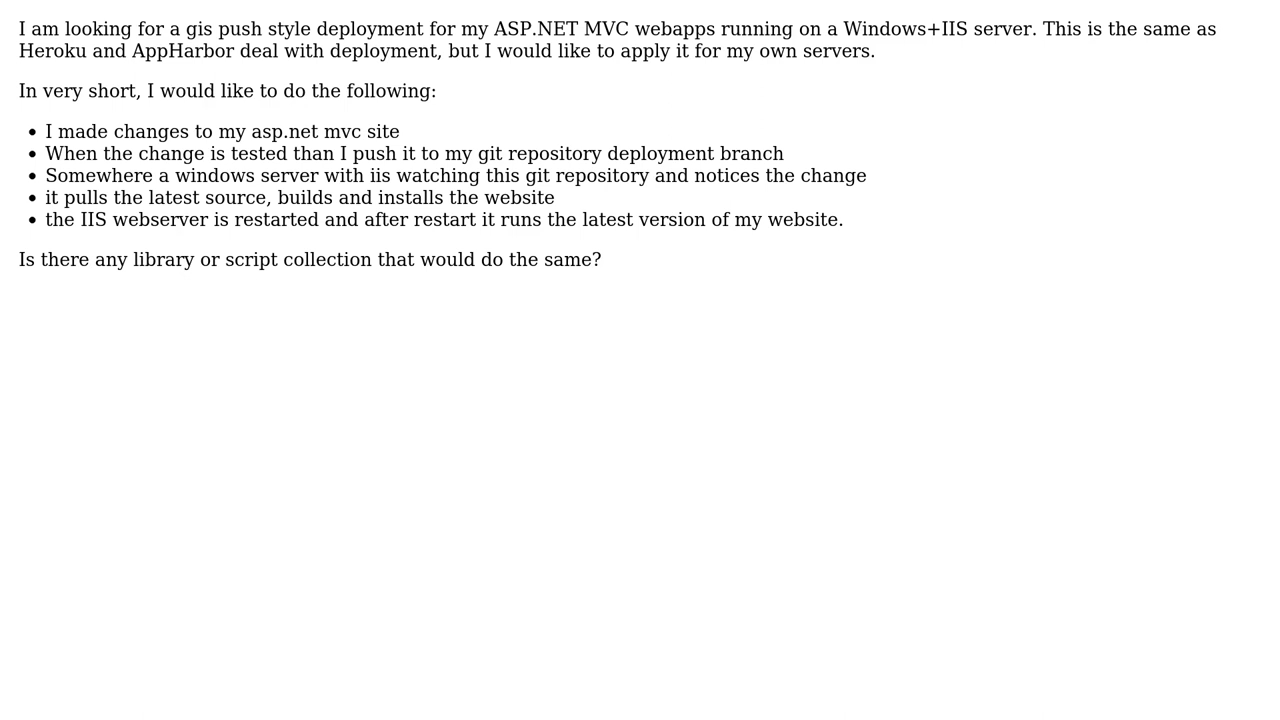 I am looking for a gis push style deployment for my ASP.NET MVC webapps running on a Windows+IIS server. This is the same as
Heroku and AppHarbor deal with deployment, but I would like to apply it for my own servers.
In very short, I would like to do the following:
• I made changes to my asp.net mvc site
• When the change is tested than I push it to my git repository deployment branch
• Somewhere a windows server with iis watching this git repository and notices the change
• it pulls the latest source, builds and installs the website
• the IIS webserver is restarted and after restart it runs the latest version of my website.
Is there any library or script collection that would do the same?